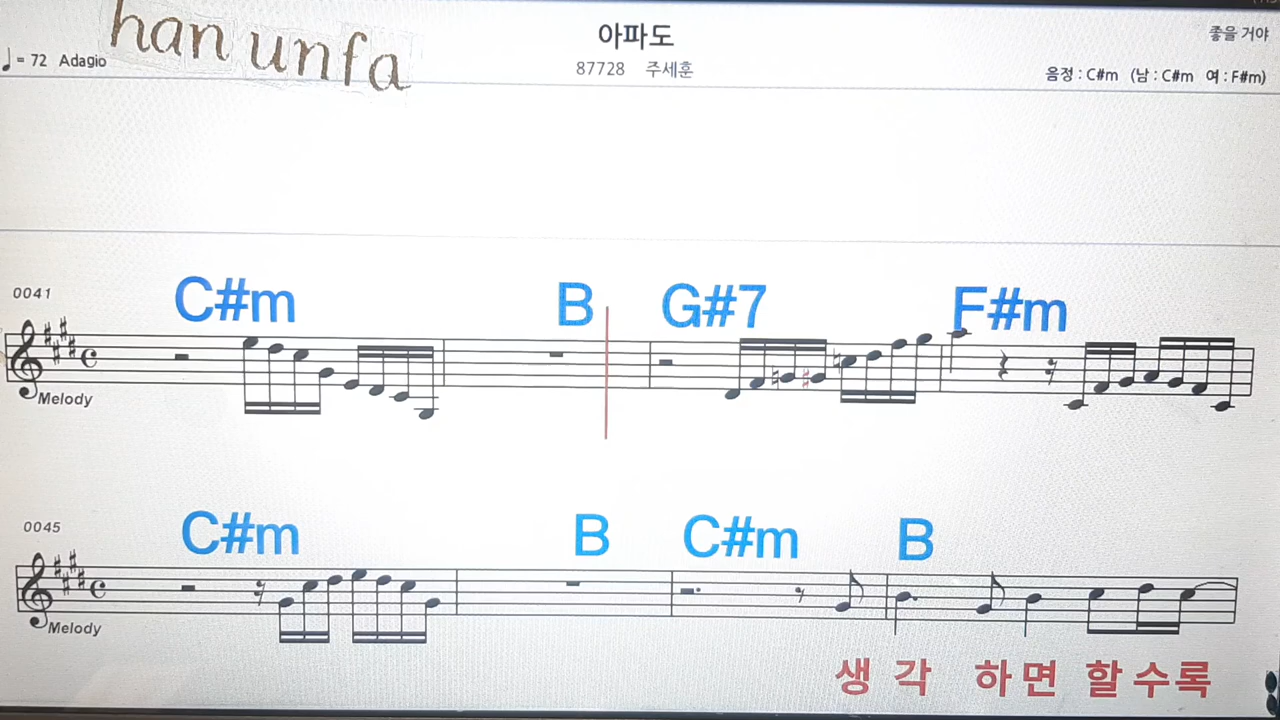 han unfa
아파도
좋을 거야
♩= 72 Adagio
87728 주세훈
음정 : C#m (남 : C#m 여 : F#m)
C#m B G#7 F#m
0041
Melody
C#m B C#m B
0045
Melody
생 각 하면 할수록